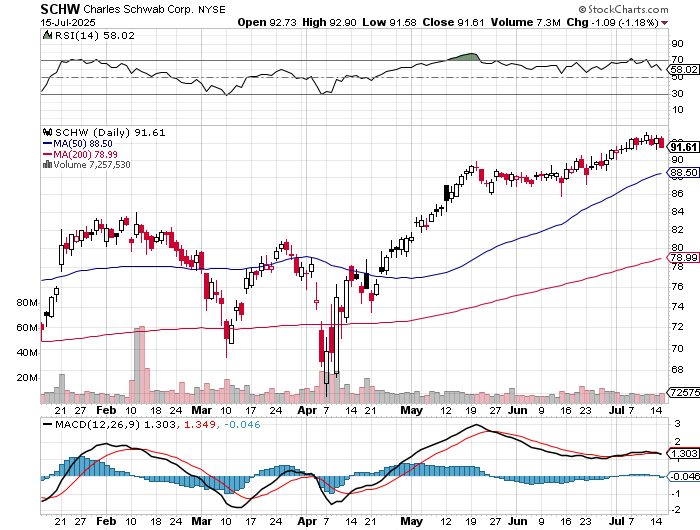 SCHW Charles Schwab Corp. NYSE
© StockCharts.com
15-Jul-2025
Open 92.73 High 92.90 Low 91.58 Close 91.61 Volume 7.3M Chg -1.09 (-1.18%)
RSI(14) 58.02
90
70
58.02
50
30
10
SCHW (Daily) 91.61
MA(50) 88.50
MA(200) 78.99
Volume 7,257,530
91.61
90
88.50
86
84
82
80
78.99
78
76
74
72
70
68
80M
60M
40M
20M
72575
21 27 Feb 10 18 24 Mar 10 17 24 Apr 7 14 21 May 12 19 27 Jun 9 16 23 Jul 7 14
MACD(12,26,9) 1.303, 1.349, -0.046
3
2
1.303
-0.046
-1
-2
21 27 Feb 10 18 24 Mar 10 17 24 Apr 7 14 21 May 12 19 27 Jun 9 16 23 Jul 7 14